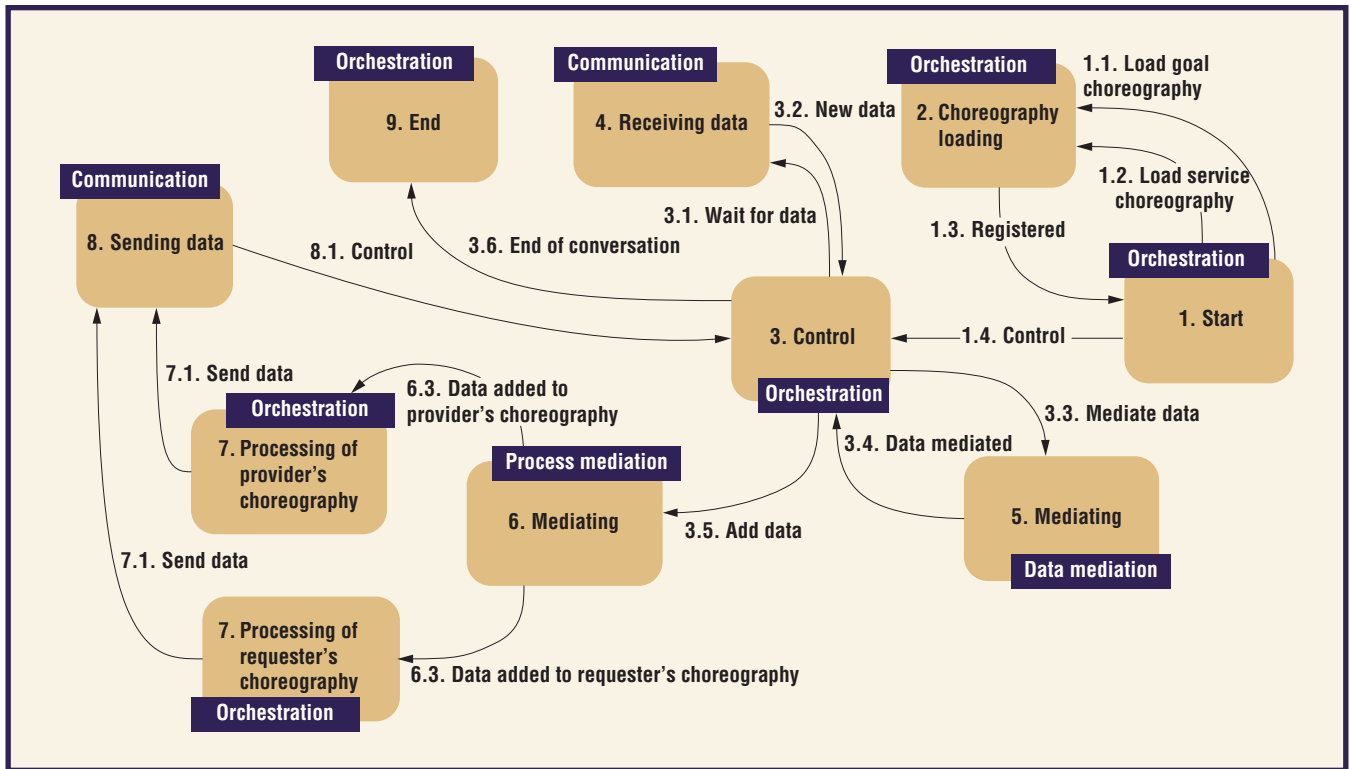 Orchestration
9. End
Communication
4. Receiving data
3.2. New data
Orchestration
2. Choreography
loading
1.1. Load goal
choreography
1.2. Load service
choreography
Communication
8. Sending data
8.1. Control
3.6. End of conversation
3.1. Wait for data
1.3. Registered
Orchestration
1. Start
3. Control
Orchestration
1.4. Control
7.1. Send data
6.3. Data added to
provider’s choreography
Orchestration
7. Processing of
provider’s
choreography
Process mediation
6. Mediating
3.4. Data mediated
3.3. Mediate data
3.5. Add data
5. Mediating
Data mediation
7.1. Send data
7. Processing of
requester’s
choreography
Orchestration
6.3. Data added to requester’s choreography